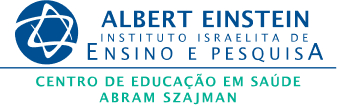 ALBERT EINSTEIN
INSTITUTO ISRAELITA DE
ENSINO E PESQUISA
CENTRO DE EDUCAÇÃO EM SAÚDE
ABRAM SZAJMAN